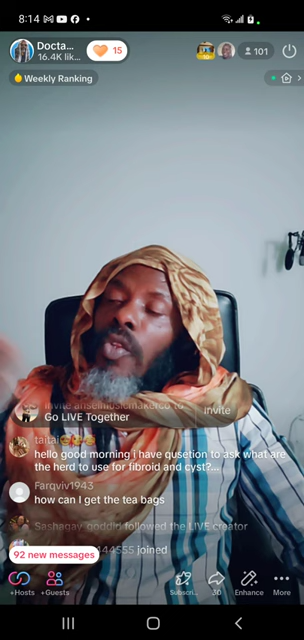 8:14
Docta...
15
16.4K lik...
101
Weekly Ranking
Go LIVE Together
Invite
hello good morning i have qusetion to ask what are
the herd to use for fibroid and cyst?...
Farqviv1943
how can I get the tea bags
followed the LIVE creator
92 new messages
444555 joined
+Hosts
+Guests
Subscri...
30
Enhance
More